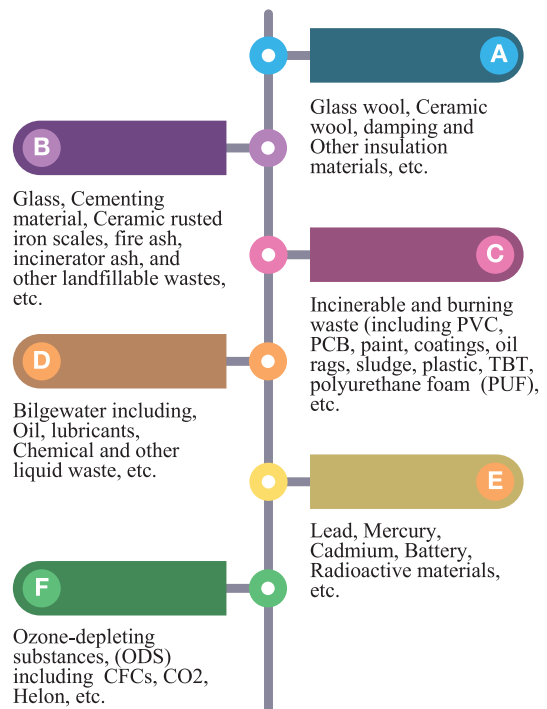 A
Glass wool, Ceramic
wool, damping and
Other insulation
materials, etc.
B
Glass, Cementing
material, Ceramic rusted
iron scales, fire ash,
incinerator ash, and
other landfillable wastes,
etc.
C
Incinerable and burning
waste (including PVC,
PCB, paint, coatings, oil
rags, sludge, plastic, TBT,
polyurethane foam (PUF),
etc.
D
Bilgewater including,
Oil, lubricants,
Chemical and other
liquid waste, etc.
E
Lead, Mercury,
Cadmium, Battery,
Radioactive materials,
etc.
F
Ozone-depleting
substances, (ODS)
including CFCs, CO2,
Helon, etc.